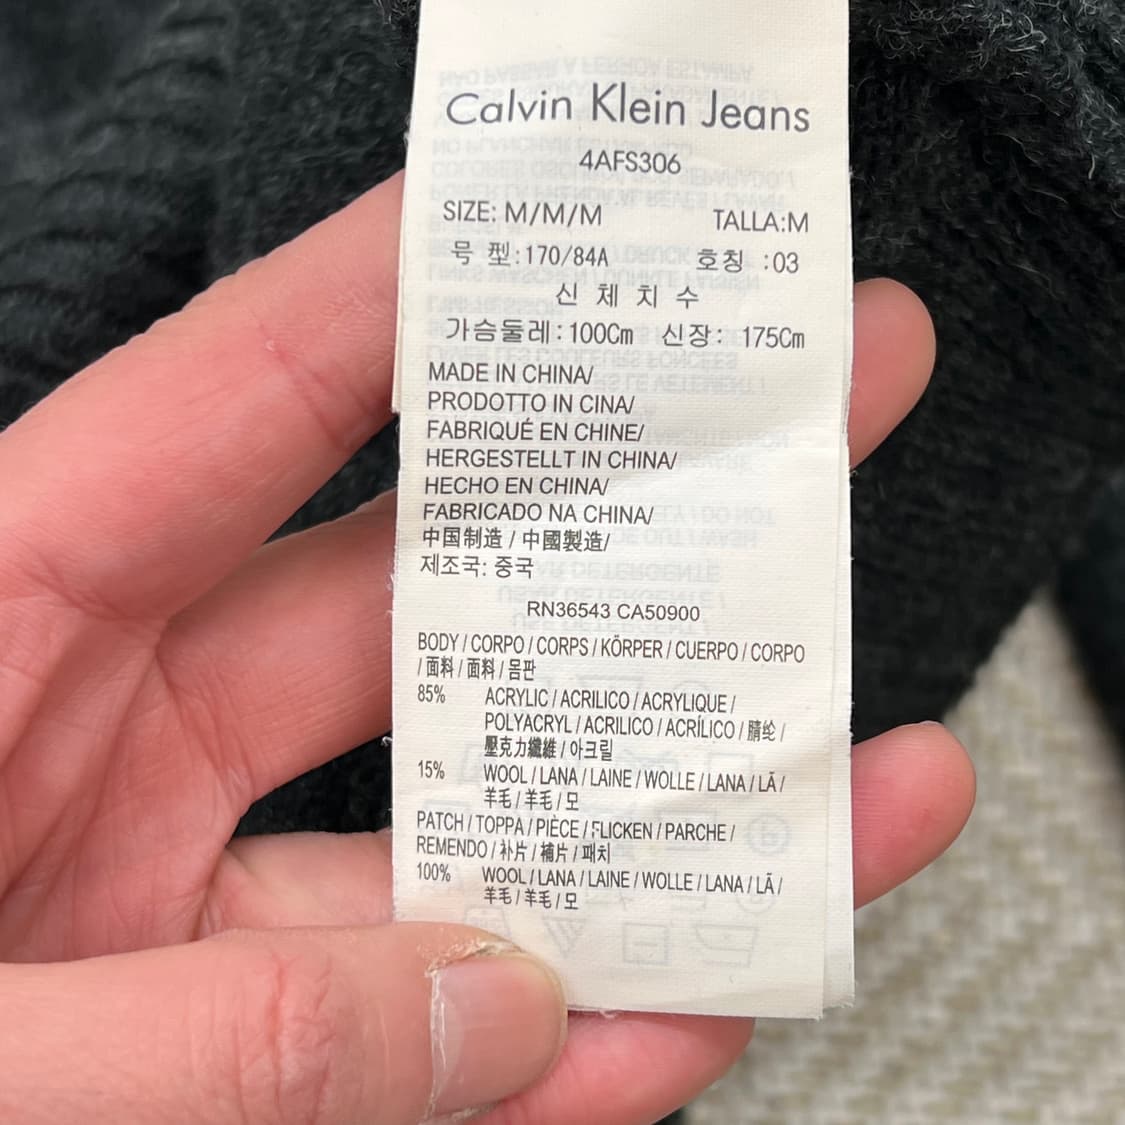 Calvin Klein Jeans
4AFS306
SIZE: M/M/M TALLA:M
号 型:170/84A 호칭 :03
신 체 치 수
가슴둘레:100Cm 신장: 175Cm
MADE IN CHINA/
PRODOTTO IN CINA/
FABRIQUÉ EN CHINE/
HERGESTELLT IN CHINA/
HECHO EN CHINA/
FABRICADO NA CHINA/
中国制造 / 中國製造/
제조국: 중국
RN36543 CA50900
BODY / CORPO / CORPS / KÖRPER / CUERPO / CORPO
/ 面料 / 面料 / 몸판
85% ACRYLIC / ACRILICO / ACRYLIQUE /
POLYACRYL / ACRILICO / ACRÍLICO / 腈纶 /
壓克力纖維 / 아크릴
15% WOOL / LANA / LAINE / WOLLE / LANA / LÃ /
羊毛 / 羊毛 / 모
PATCH / TOPPA / PIÈCE / FLICKEN / PARCHE /
REMENDO / 补片 / 補片 / 패치
100% WOOL / LANA / LAINE / WOLLE / LANA / LÃ /
羊毛 / 羊毛 / 모